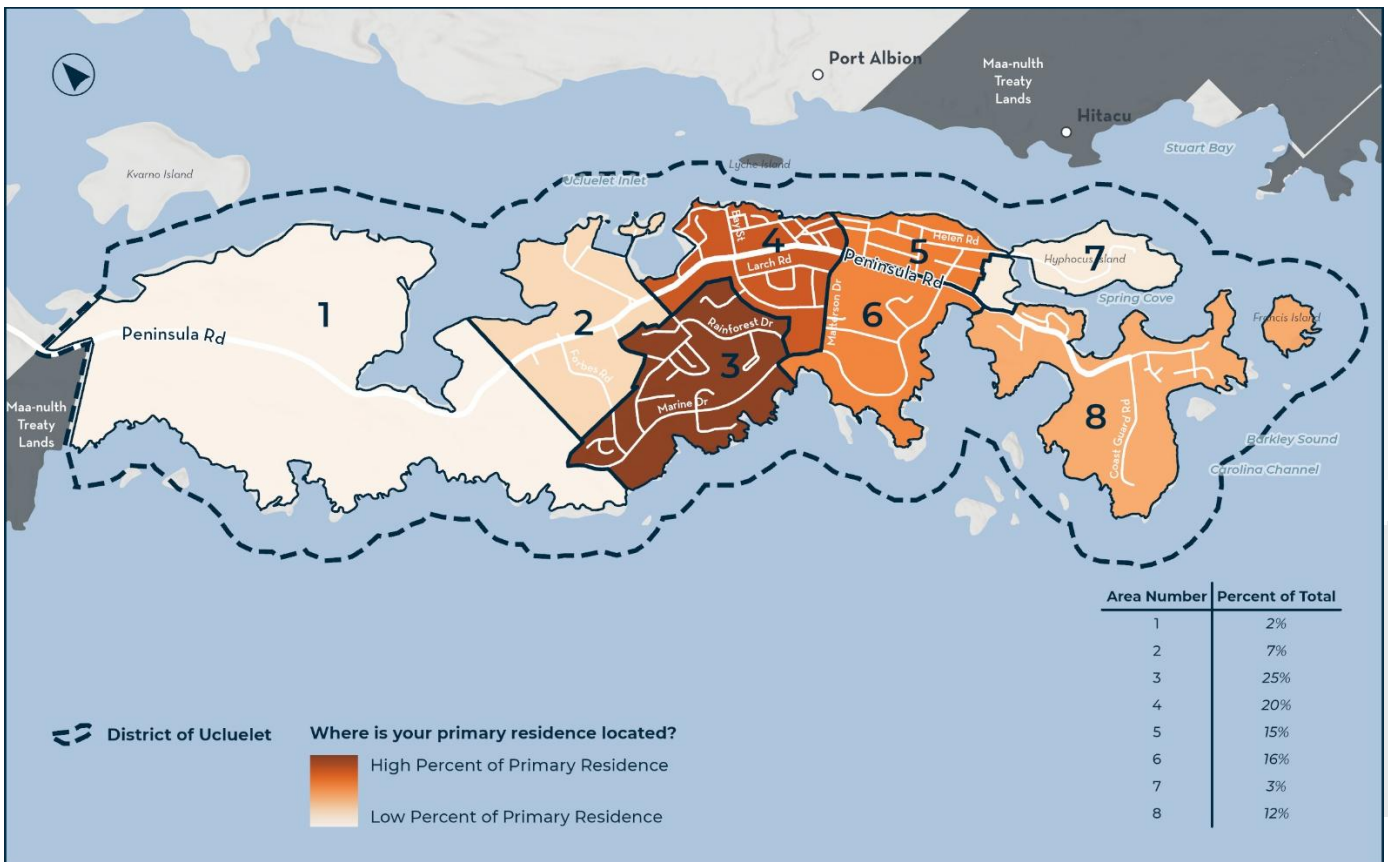 Port Albion
Maa-nulth
Treaty
Lands
Hitacu
Stuart Bay
Kvarno Island
Lyche Island
Ucluelet Inlet
Bay St
4
Helen Rd
5
7
Hyphocus Island
Larch Rd
Peninsula Rd
Spring Cove
1
2
Peninsula Rd
Matterson Dr
6
Francis Island
Rainforest Dr
3
Forbes Rd
Marine Dr
8
Coast Guard Rd
Maa-nulth
Treaty
Lands
Barkley Sound
Carolina Channel
Area Number Percent of Total
1 2%
2 7%
3 25%
4 20%
5 15%
6 16%
7 3%
8 12%
District of Ucluelet
Where is your primary residence located?
High Percent of Primary Residence
Low Percent of Primary Residence